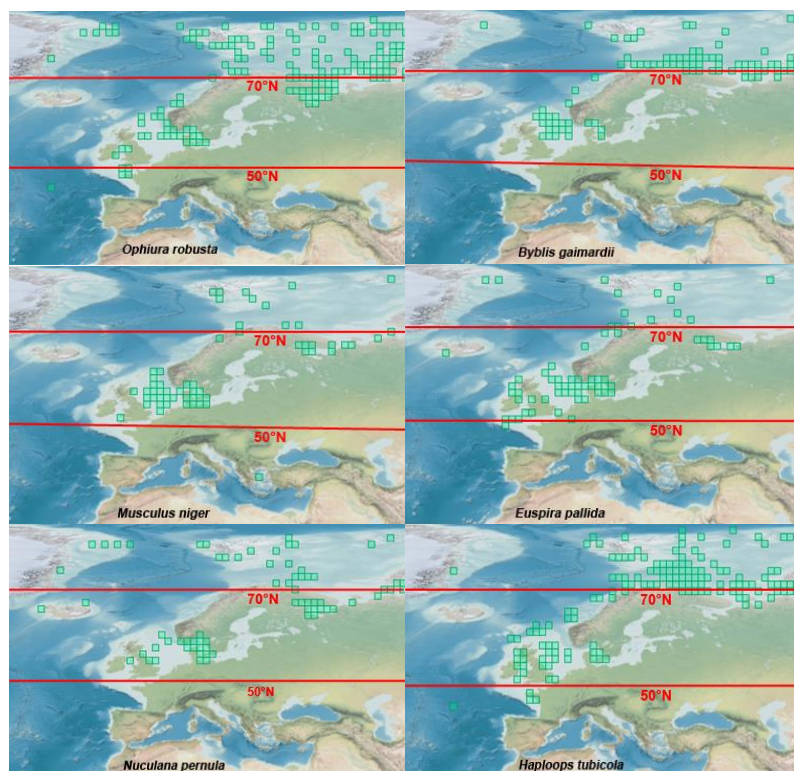 70°N
70°N
50°N
50°N
Ophiura robusta
Byblis gaimardii
70°N
70°N
50°N
50°N
Musculus niger
Euspira pallida
70°N
70°N
50°N
50°N
Nuculana pernula
Haploops tubicola